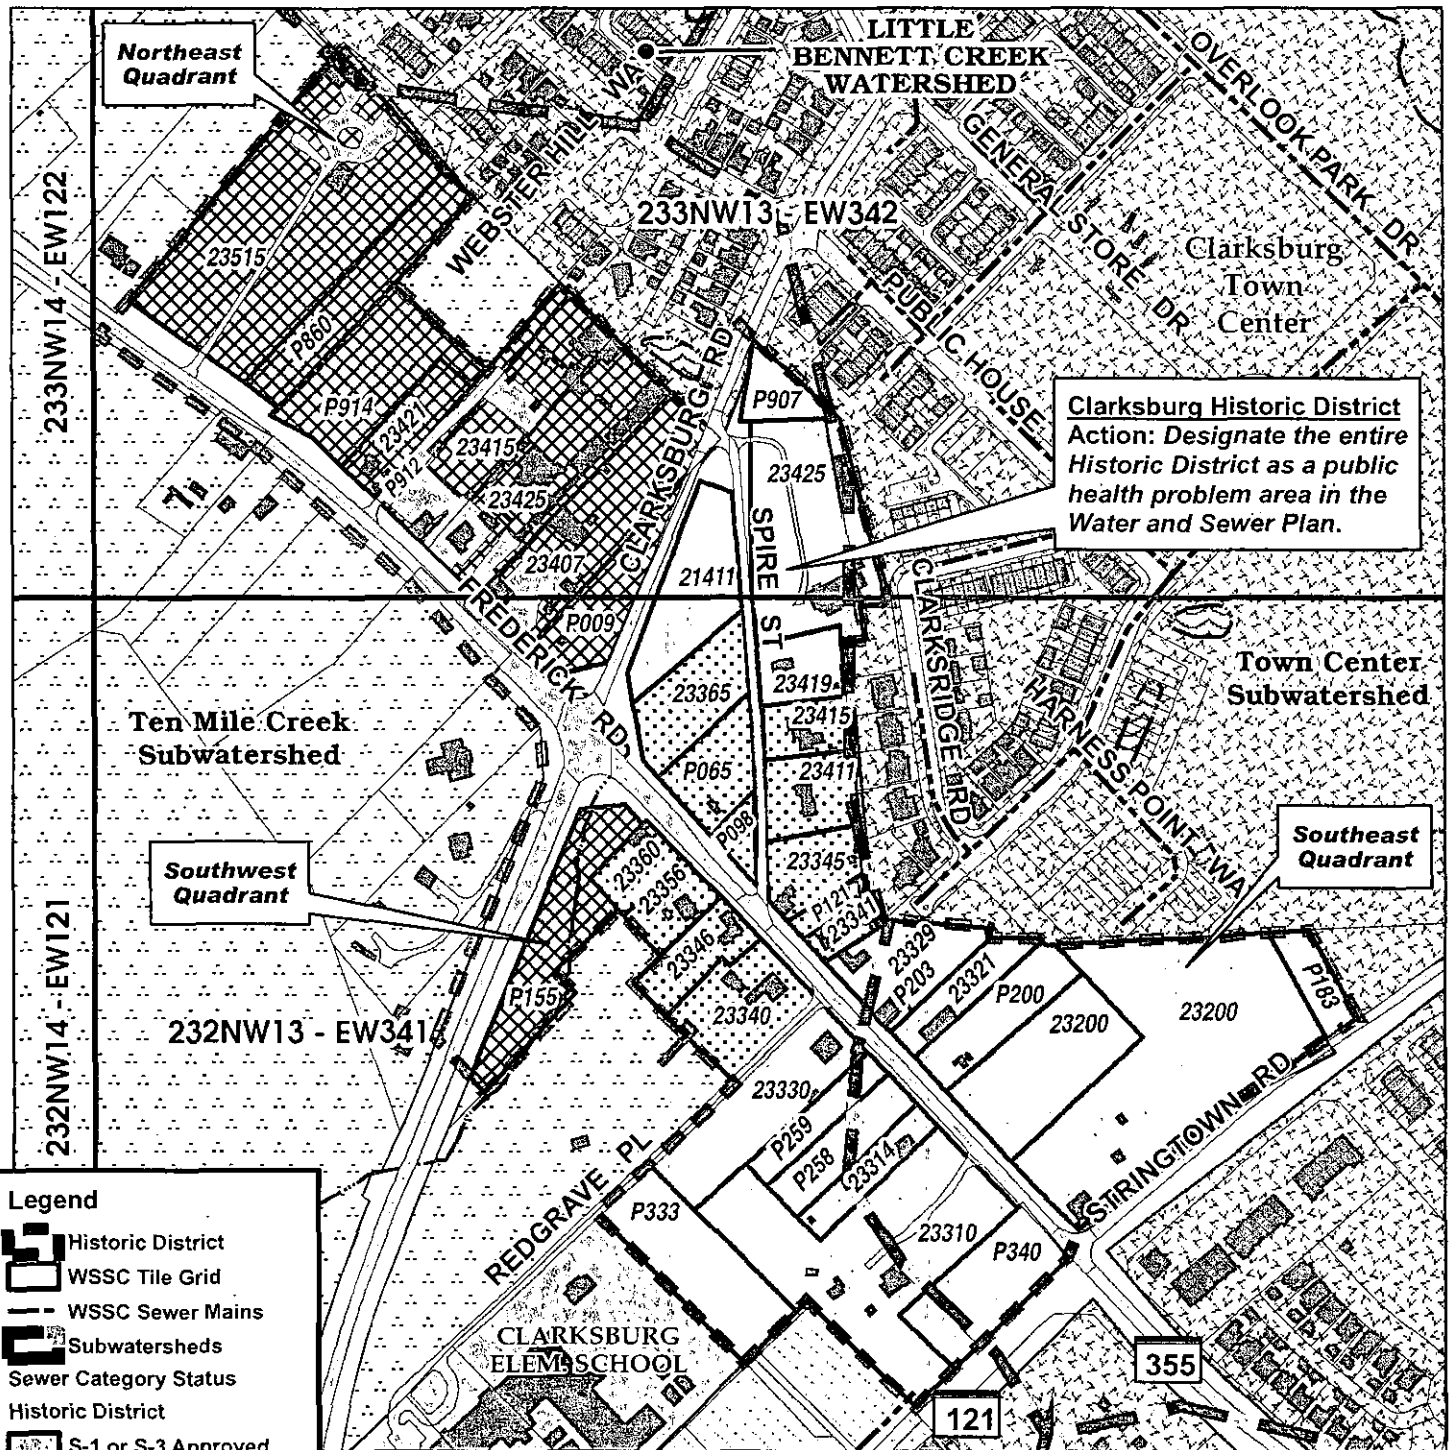 Northeast
Quadrant
LITTLE
BENNETT CREEK
WATERSHED
OVERLOOK PARK DR
GENERAL STORE DR
WEBSTER HILL WA
233NW13 - EW342
233NW14 - EW122
Clarksburg
Town
Center
PUBLIC HOUSE
23515
P860
P914
23421
P912
23415
23425
23407
P009
CLARKSBURG RD
P907
23425
SPIRE ST
21411
Clarksburg Historic District
Action: Designate the entire
Historic District as a public
health problem area in the
Water and Sewer Plan.
FREDERICK RD
CLARKSRIDGE RD
HARNESS POINT WA
Town Center
Subwatershed
Ten Mile Creek
Subwatershed
23365
P065
P098
23419
23415
23411
23345
P1217
23341
Southeast
Quadrant
Southwest
Quadrant
23360
23356
23346
23340
P155
23329
P203
23321
P200
23200
23200
P183
232NW13 - EW341
232NW14 - EW121
23330
P259
P258
23314
P333
23310
P340
REDGRAVE PL
STRINGTOWN RD
CLARKSBURG
ELEM SCHOOL
355
121
Legend
Historic District
WSSC Tile Grid
WSSC Sewer Mains
Subwatersheds
Sewer Category Status
Historic District
S-1 or S-3 Approved